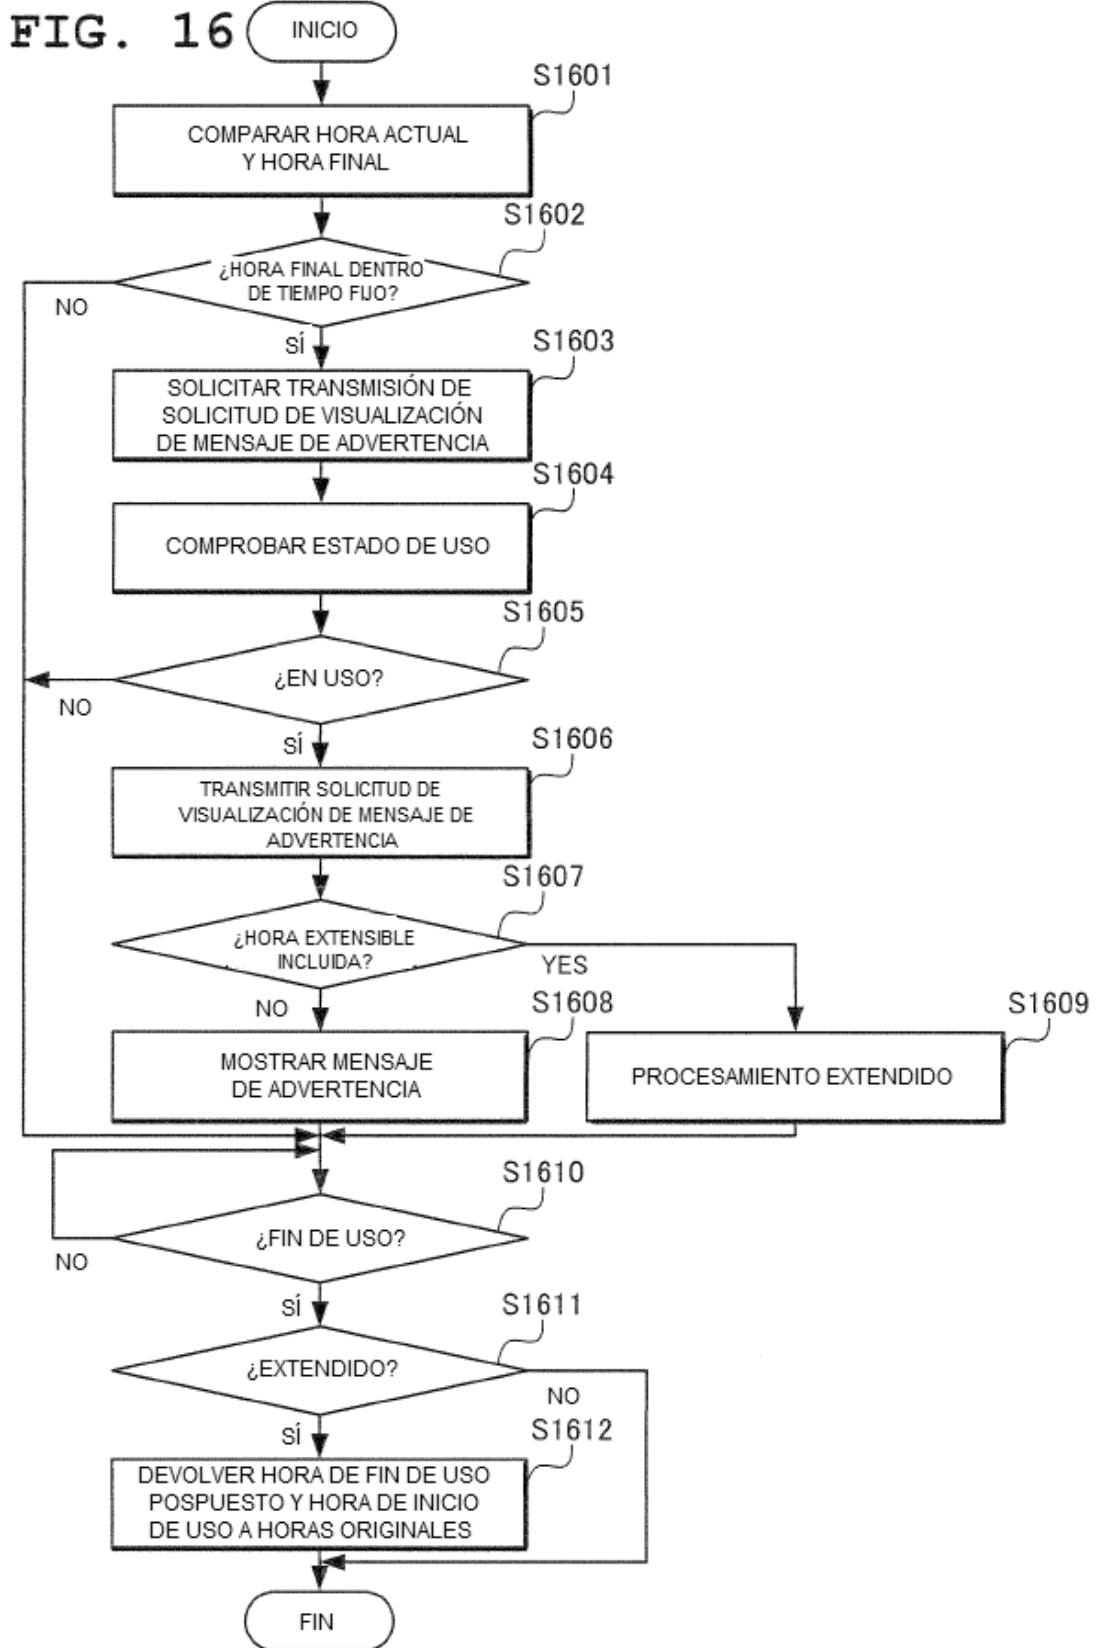 FIG. 16
INICIO
S1601
COMPARAR HORA ACTUAL
Y HORA FINAL
S1602
¿HORA FINAL DENTRO
DE TIEMPO FIJO?
NO
SÍ
S1603
SOLICITAR TRANSMISIÓN DE
SOLICITUD DE VISUALIZACIÓN
DE MENSAJE DE ADVERTENCIA
S1604
COMPROBAR ESTADO DE USO
S1605
¿EN USO?
NO
SÍ
S1606
TRANSMITIR SOLICITUD DE
VISUALIZACIÓN DE MENSAJE DE
ADVERTENCIA
S1607
¿HORA EXTENSIBLE
INCLUIDA?
YES
NO
S1608
MOSTRAR MENSAJE
DE ADVERTENCIA
S1609
PROCESAMIENTO EXTENDIDO
S1610
¿FIN DE USO?
NO
SÍ
S1611
¿EXTENDIDO?
NO
SÍ
S1612
DEVOLVER HORA DE FIN DE USO
POSPUESTO Y HORA DE INICIO
DE USO A HORAS ORIGINALES
FIN